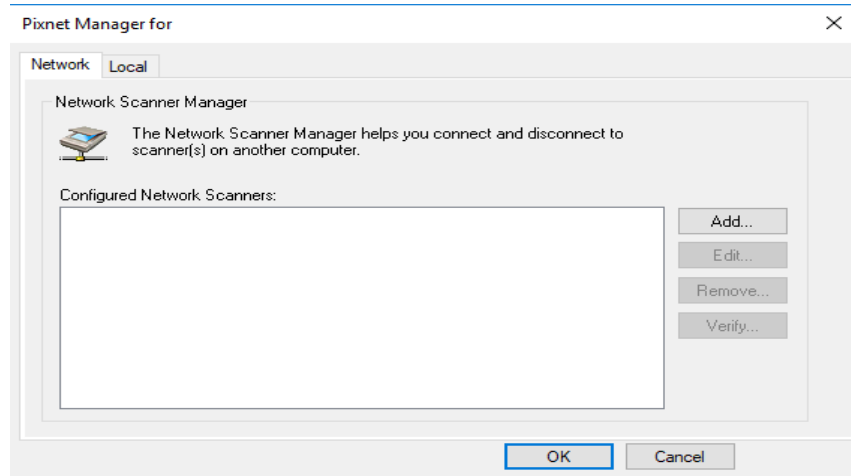 Pixnet Manager for
Network Local
Network Scanner Manager
The Network Scanner Manager helps you connect and disconnect to
scanner(s) on another computer.
Configured Network Scanners:
Add...
Edit...
Remove...
Verify...
OK Cancel